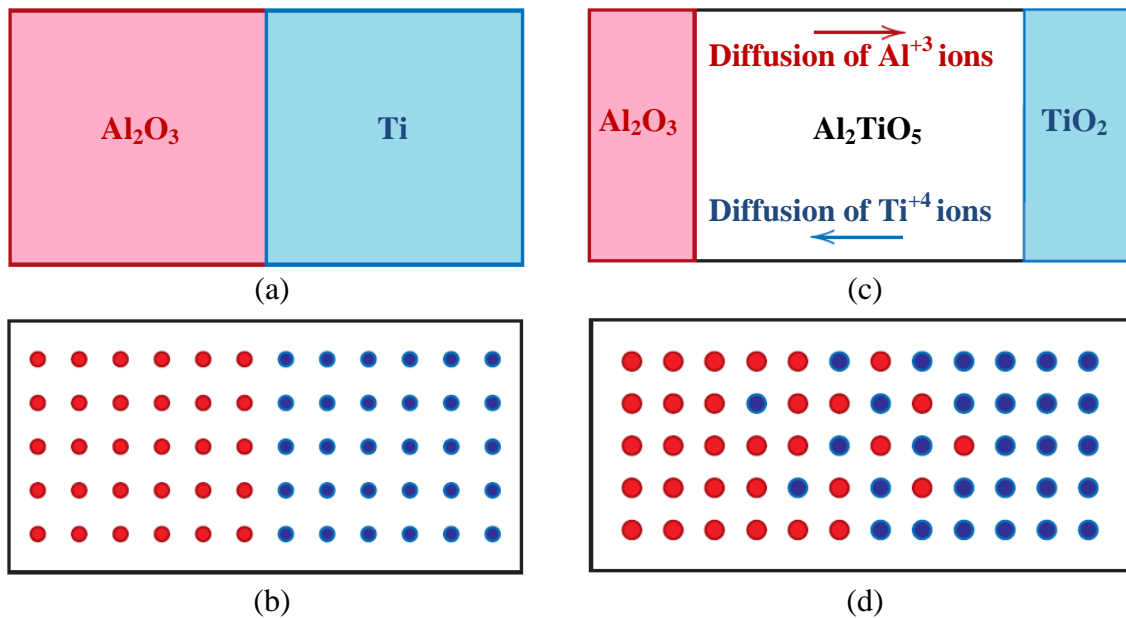 Al₂O₃
Ti
(a)
Diffusion of Al⁺³ ions
Al₂O₃
Al₂TiO₅
TiO₂
Diffusion of Ti⁺⁴ ions
(c)
(b)
(d)